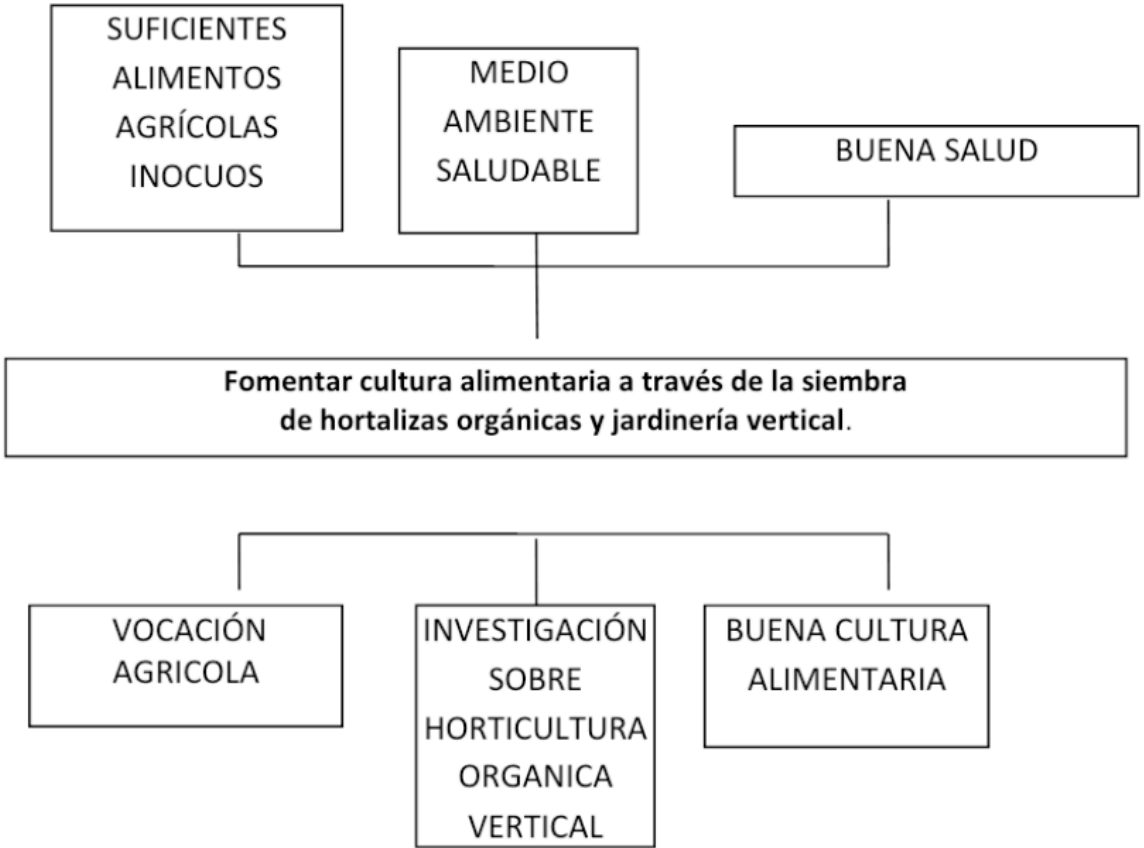 SUFICIENTES
ALIMENTOS
AGRÍCOLAS
INOCUOS
MEDIO
AMBIENTE
SALUDABLE
BUENA SALUD
Fomentar cultura alimentaria a través de la siembra
de hortalizas orgánicas y jardinería vertical.
VOCACIÓN
AGRICOLA
INVESTIGACIÓN
SOBRE
HORTICULTURA
ORGANICA
VERTICAL
BUENA CULTURA
ALIMENTARIA